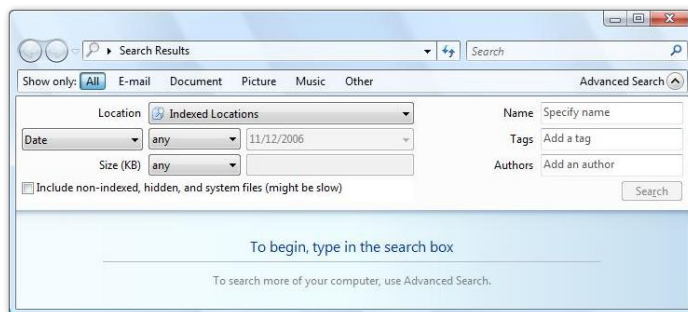 Search Results Search
Show only: All E-mail Document Picture Music Other Advanced Search
Location Indexed Locations Name Specify name
Date any 11/12/2006 Tags Add a tag
Size (KB) any Authors Add an author
Include non-indexed, hidden, and system files (might be slow) Search
To begin, type in the search box
To search more of your computer, use Advanced Search.